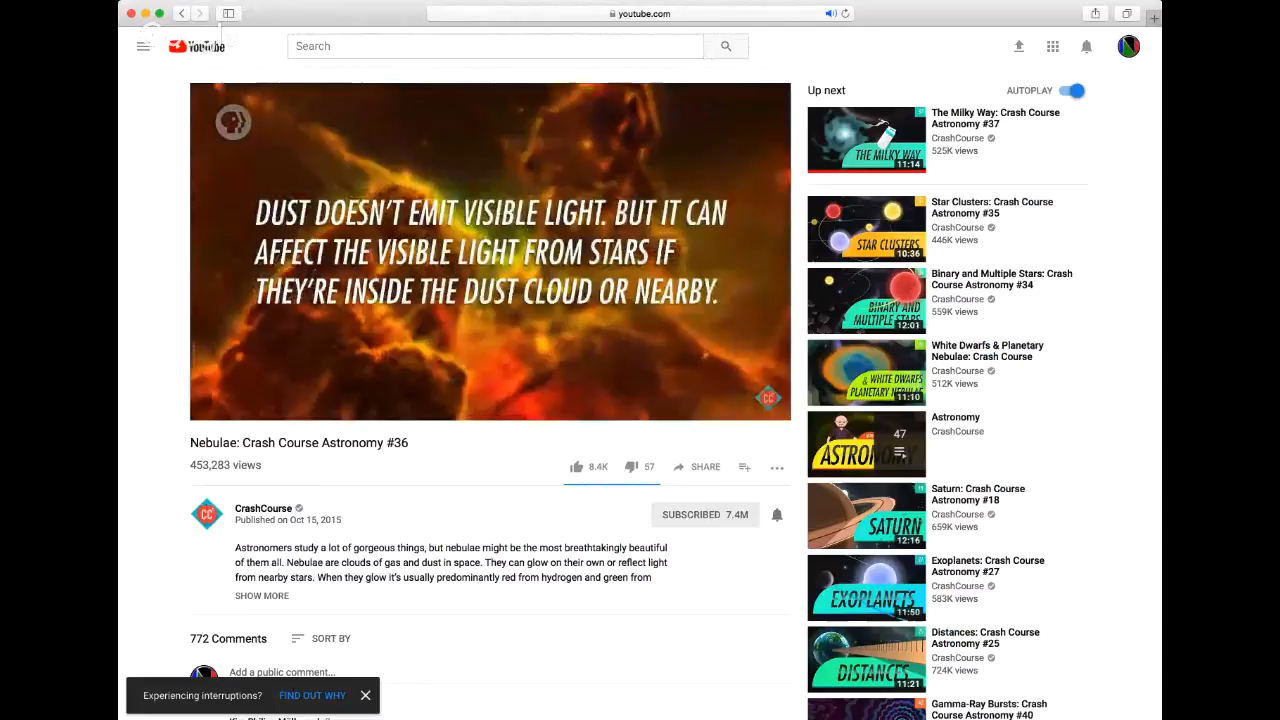 youtube.com
YouTube
Search
DUST DOESN'T EMIT VISIBLE LIGHT. BUT IT CAN
AFFECT THE VISIBLE LIGHT FROM STARS IF
THEY'RE INSIDE THE DUST CLOUD OR NEARBY.
CC
Nebulae: Crash Course Astronomy #36
453,283 views
8.4K
57
SHARE
CC
CrashCourse
Published on Oct 15, 2015
SUBSCRIBED 7.4M
Astronomers study a lot of gorgeous things, but nebulae might be the most breathtakingly beautiful
of them all. Nebulae are clouds of gas and dust in space. They can glow on their own or reflect light
from nearby stars. When they glow it's usually predominantly red from hydrogen and green from
SHOW MORE
772 Comments
SORT BY
Add a public comment...
Experiencing interruptions? FIND OUT WHY
Up next
AUTOPLAY
THE MILKY WAY
11:14
The Milky Way: Crash Course
Astronomy #37
CrashCourse
525K views
STAR CLUSTERS
10:36
Star Clusters: Crash Course
Astronomy #35
CrashCourse
446K views
BINARY AND
MULTIPLE STARS
12:01
Binary and Multiple Stars: Crash
Course Astronomy #34
CrashCourse
559K views
& WHITE DWARFS
PLANETARY NEBULAE
11:10
White Dwarfs & Planetary
Nebulae: Crash Course
CrashCourse
512K views
ASTRONOMY
47
Astronomy
CrashCourse
SATURN
12:16
Saturn: Crash Course
Astronomy #18
CrashCourse
659K views
EXOPLANETS
11:50
Exoplanets: Crash Course
Astronomy #27
CrashCourse
583K views
DISTANCES
11:21
Distances: Crash Course
Astronomy #25
CrashCourse
724K views
Gamma-Ray Bursts: Crash
Course Astronomy #40